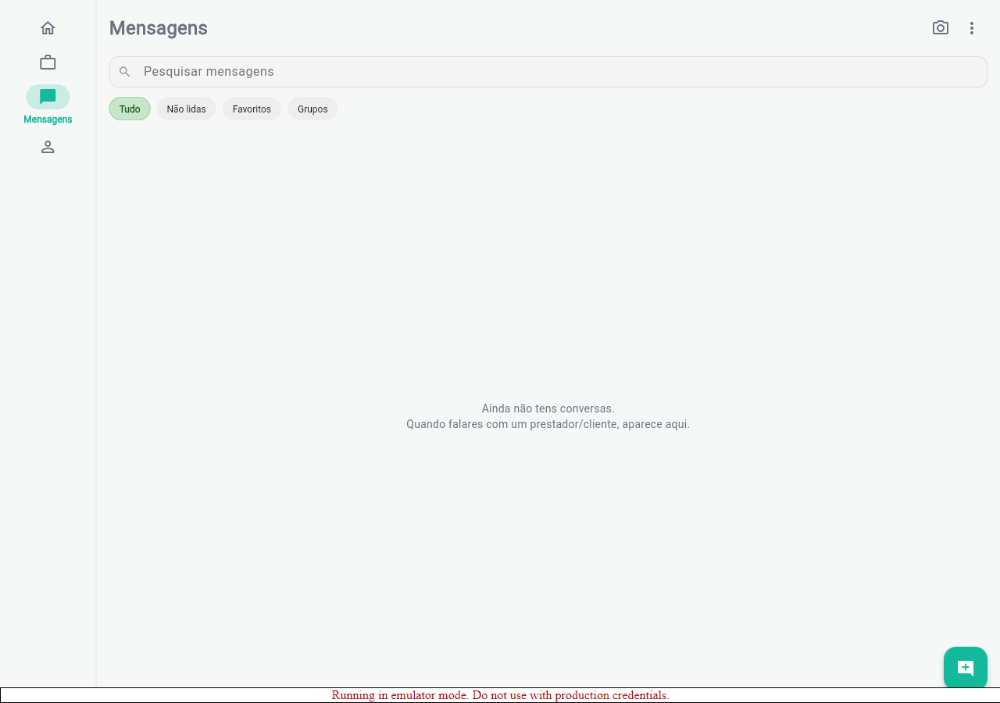 Mensagens
Pesquisar mensagens
Tudo
Não lidas
Favoritos
Grupos
Mensagens
Ainda não tens conversas.
Quando falares com um prestador/cliente, aparece aqui.
Running in emulator mode. Do not use with production credentials.